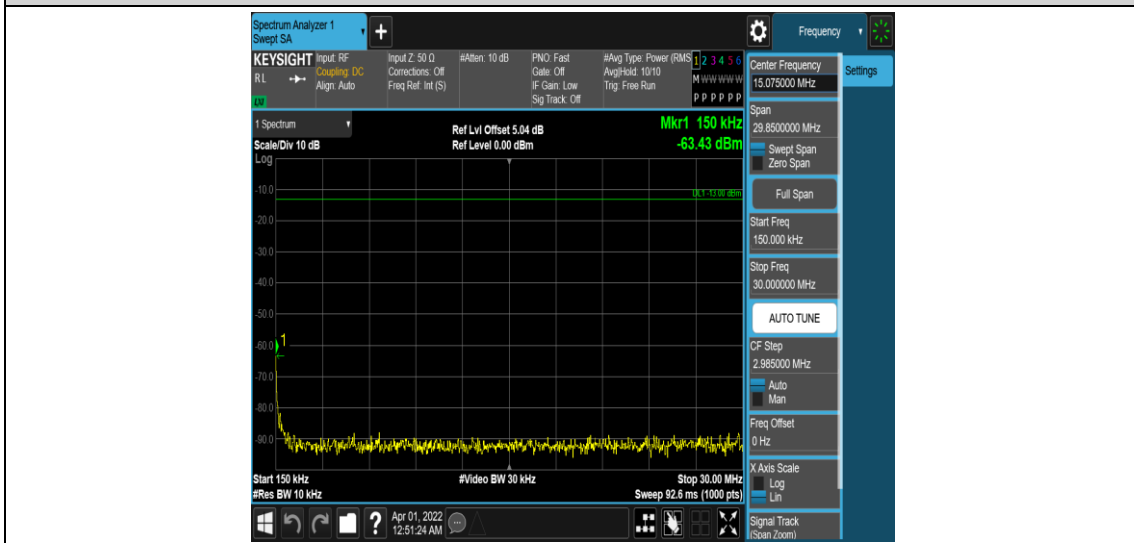 Spectrum Analyzer 1
Swept SA
+
Frequency
KEYSIGHT
RL
LXI
Input: RF
Coupling: DC
Align: Auto
Input Z: 50 Ω
Corrections: Off
Freq Ref: Int (S)
#Atten: 10 dB
PNO: Fast
Gate: Off
IF Gain: Low
Sig Track: Off
#Avg Type: Power (RMS
Avg|Hold: 10/10
Trig: Free Run
1 2 3 4 5 6
M W W W W W
P P P P P P
1 Spectrum
Scale/Div 10 dB
Log
Ref Lvl Offset 5.04 dB
Ref Level 0.00 dBm
Mkr1 150 kHz
-63.43 dBm
DL1 -13.00 dBm
-10.0
-20.0
-30.0
-40.0
-50.0
-60.0
-70.0
-80.0
-90.0
1
Start 150 kHz
#Res BW 10 kHz
#Video BW 30 kHz
Stop 30.00 MHz
Sweep 92.6 ms (1000 pts)
Center Frequency
15.075000 MHz
Settings
Span
29.8500000 MHz
Swept Span
Zero Span
Full Span
Start Freq
150.000 kHz
Stop Freq
30.000000 MHz
AUTO TUNE
CF Step
2.985000 MHz
Auto
Man
Freq Offset
0 Hz
X Axis Scale
Log
Lin
Signal Track
(Span Zoom)
?
Apr 01, 2022
12:51:24 AM